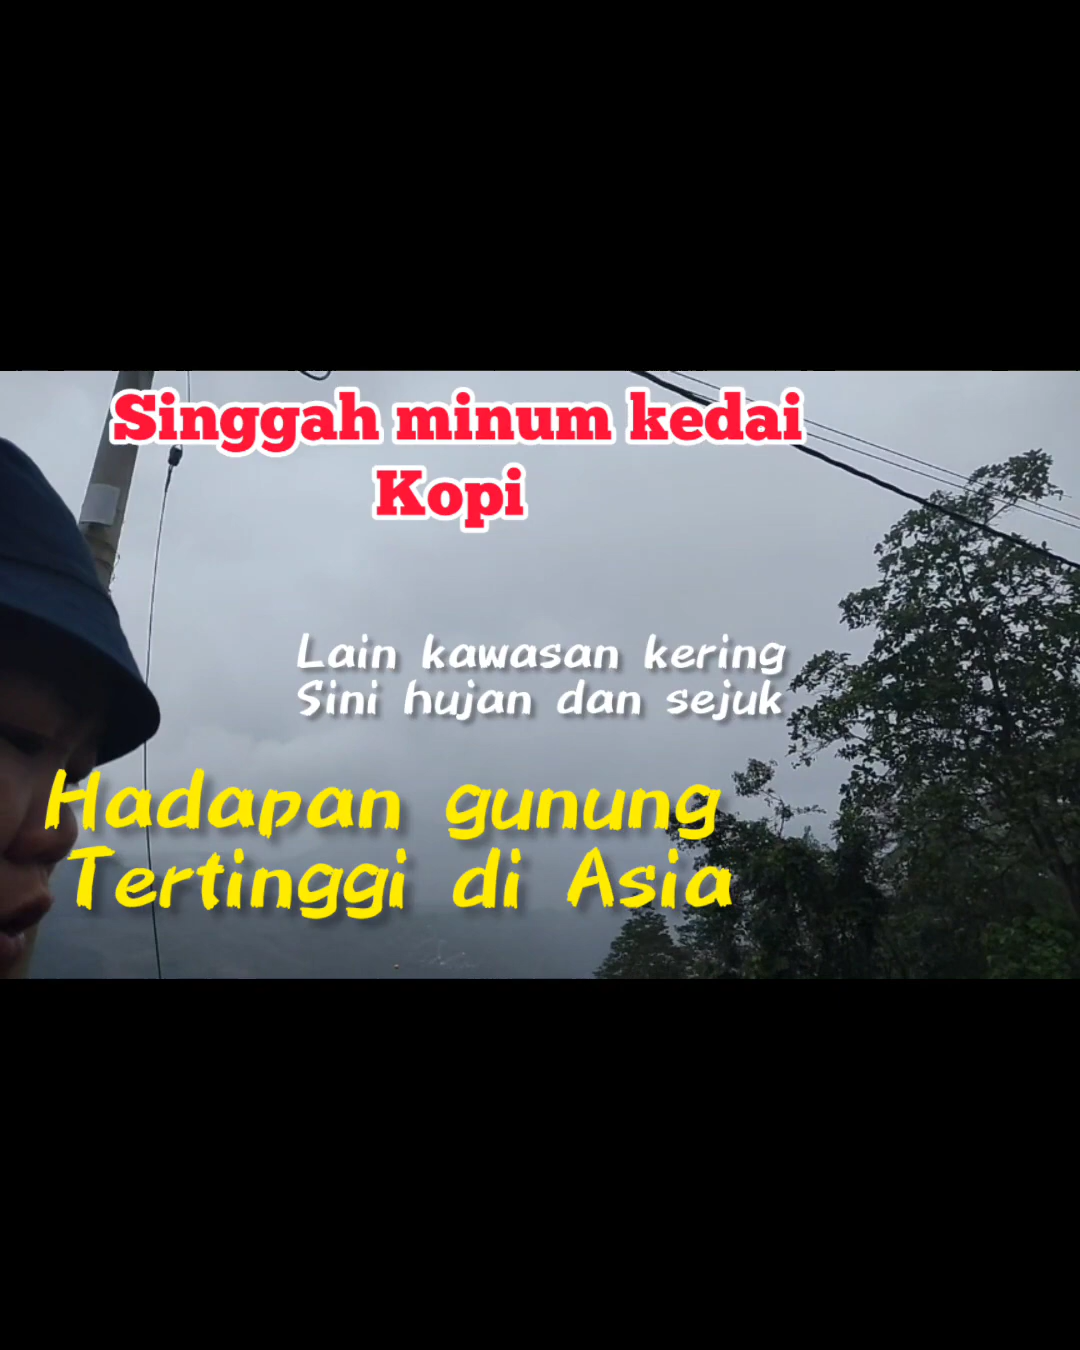 Singgah minum kedai
Kopi
Lain kawasan kering
Sini hujan dan sejuk
Hadapan gunung
Tertinggi di Asia